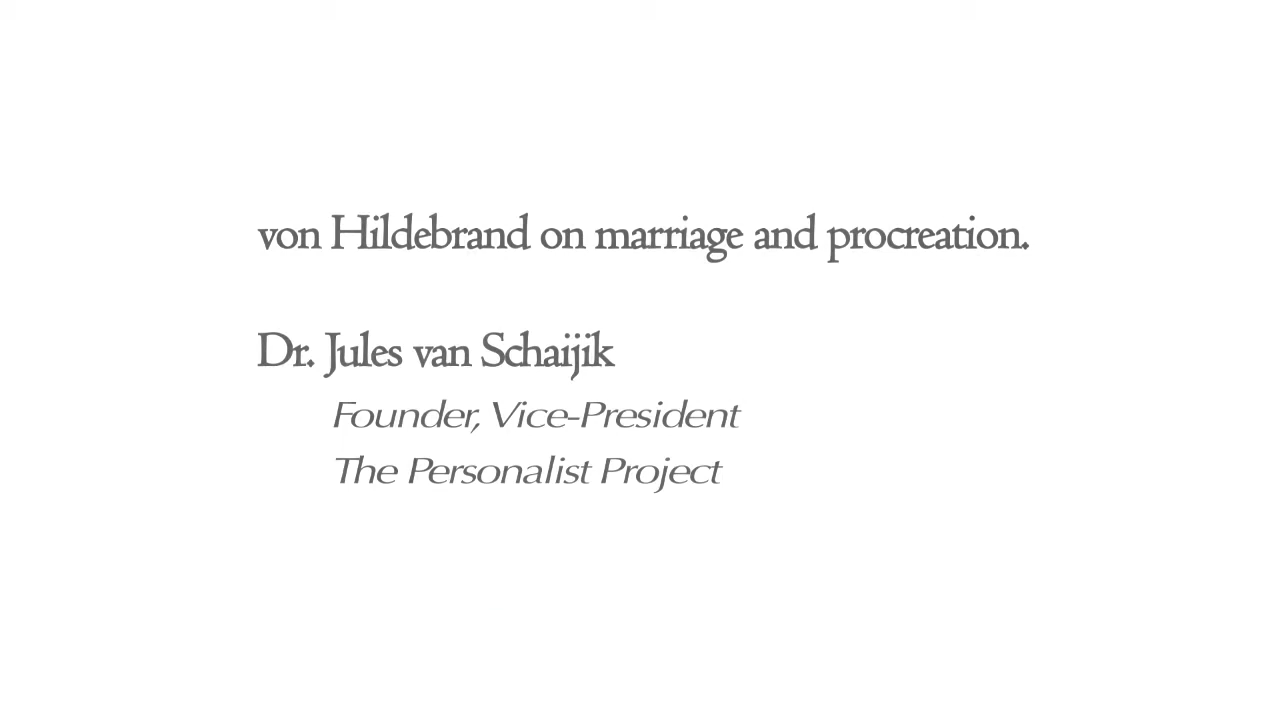 von Hildebrand on marriage and procreation.
Dr. Jules van Schaijik
Founder, Vice-President
The Personalist Project